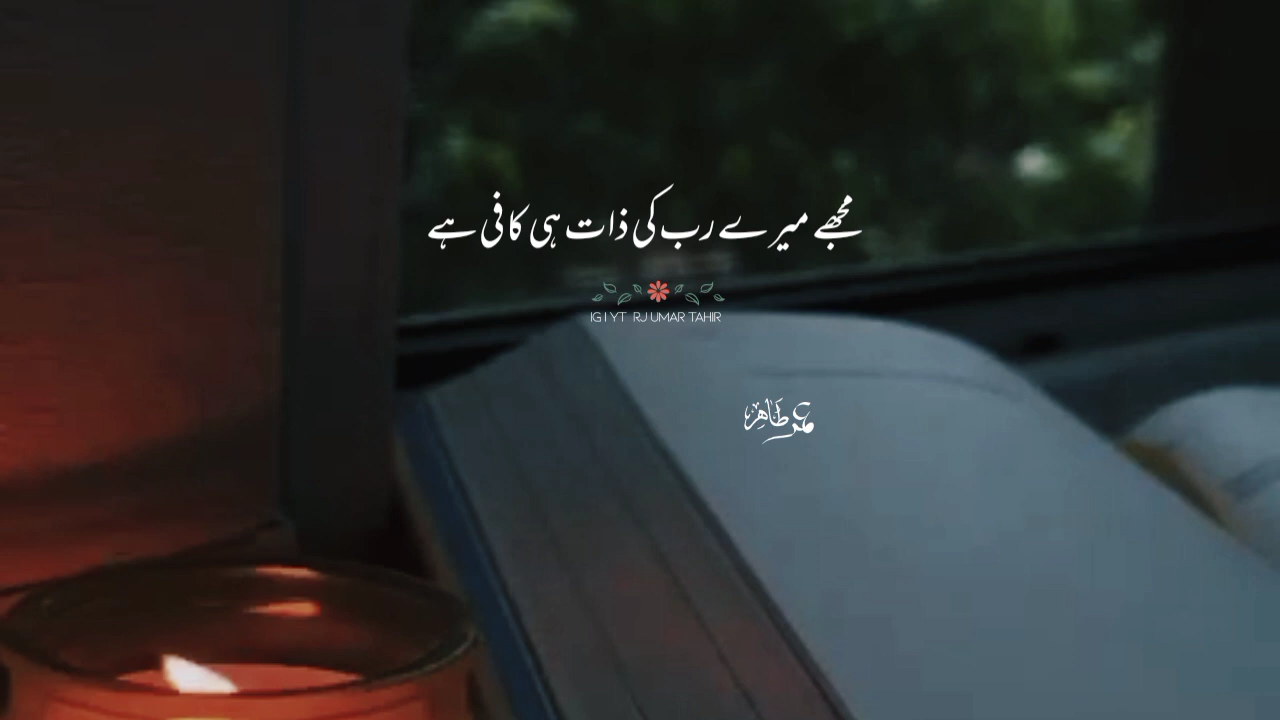 مجھے میرے رب کی ذات ہی کافی ہے
IG I YT RJ UMAR TAHIR
عمر طاہر